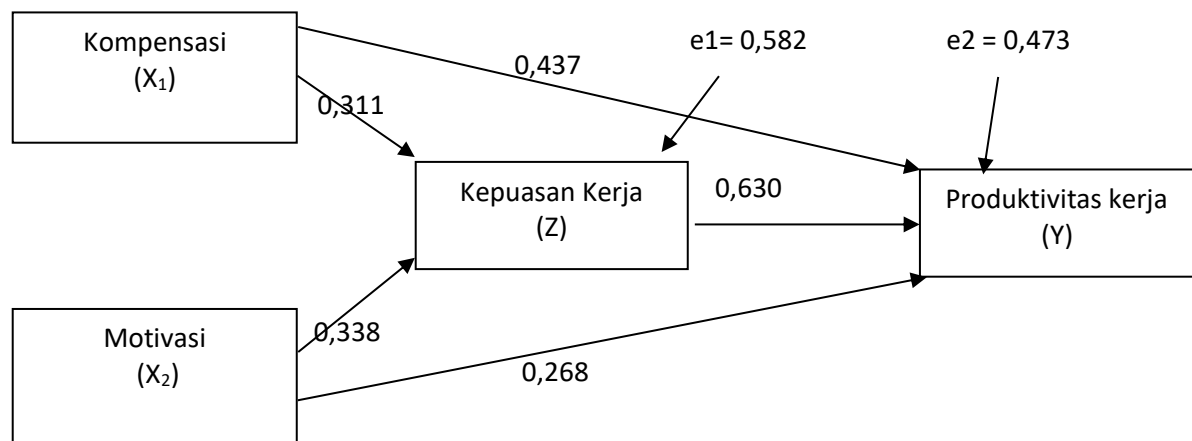 Kompensasi
(X₁)
e1= 0,582
e2 = 0,473
0,437
0,311
Kepuasan Kerja
(Z)
0,630
Produktivitas kerja
(Y)
Motivasi
(X₂)
0,338
0,268